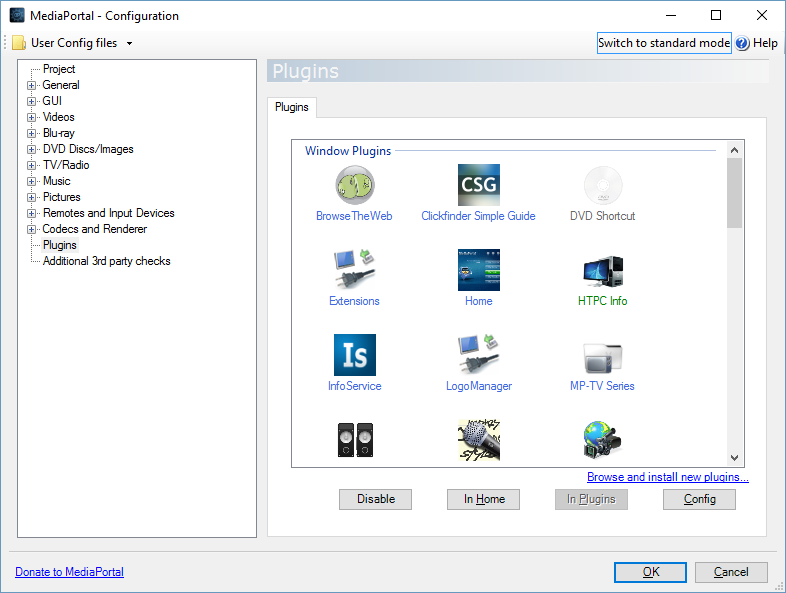 MediaPortal - Configuration
User Config files
Switch to standard mode
Help
Project
General
GUI
Videos
Blu-ray
DVD Discs/Images
TV/Radio
Music
Pictures
Remotes and Input Devices
Codecs and Renderer
Plugins
Additional 3rd party checks
Plugins
Plugins
Window Plugins
CSG
BrowseTheWeb
Clickfinder Simple Guide
DVD Shortcut
Extensions
Home
HTPC Info
Is
InfoService
LogoManager
MP-TV Series
Browse and install new plugins...
Disable
In Home
In Plugins
Config
Donate to MediaPortal
OK
Cancel